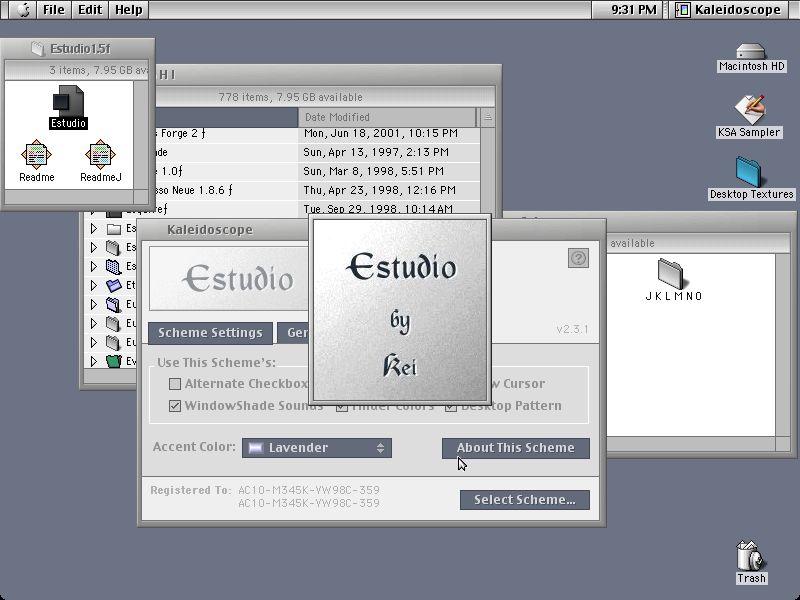 File Edit Help
9:31 PM Kaleidoscope
Estudio1.5f
3 items, 7.95 GB
Estudio
Readme
ReadmeJ
H I
778 items, 7.95 GB available
Date Modified
Forge 2 ƒ Mon, Jun 18, 2001, 10:15 PM
Sun, Apr 13, 1997, 2:13 PM
1.0ƒ Sun, Mar 8, 1998, 5:51 PM
Neue 1.8.6 ƒ Thu, Apr 23, 1998, 12:16 PM
Tue, Sep 29, 1998, 10:14 AM
Es
Es
Es
Et
Eu
Eu
Eu
Ev
Macintosh HD
KSA Sampler
Desktop Textures
available
J K L M N O
Kaleidoscope
Estudio
Estudio
by
Kei
v2.3.1
Scheme Settings
Use This Scheme's:
Alternate Checkbox
Cursor
WindowShade Sounds
Finder Colors
Desktop Pattern
Accent Color: Lavender
About This Scheme
Registered To: AC10-M345K-YW98C-359
AC10-M345K-YW98C-359
Select Scheme...
Trash